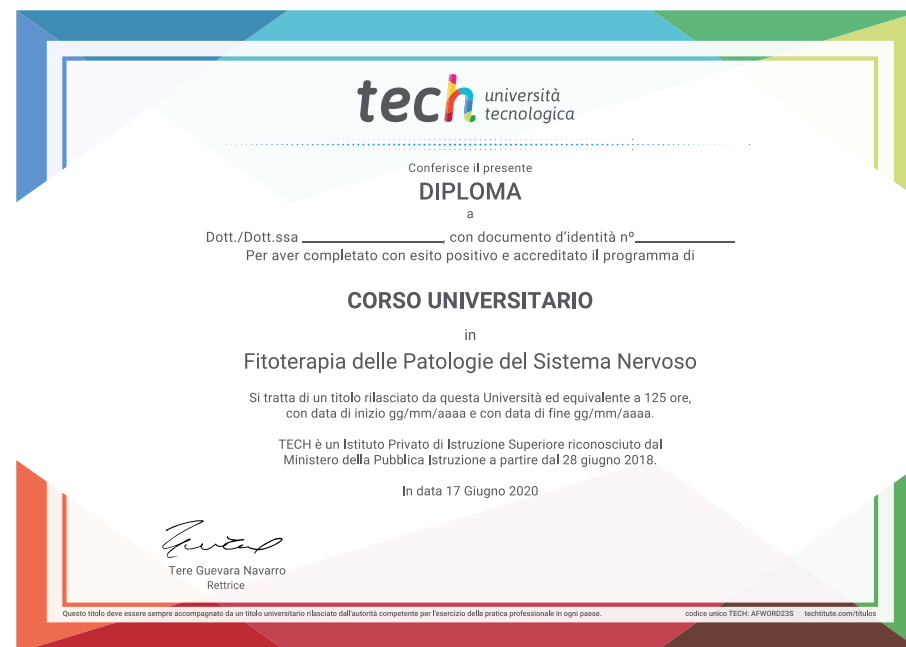 tech università
tecnologica
Conferisce il presente
DIPLOMA
a
Dott./Dott.ssa ____________________, con documento d'identità nº______________
Per aver completato con esito positivo e accreditato il programma di
CORSO UNIVERSITARIO
in
Fitoterapia delle Patologie del Sistema Nervoso
Si tratta di un titolo rilasciato da questa Università ed equivalente a 125 ore,
con data di inizio gg/mm/aaaa e con data di fine gg/mm/aaaa.
TECH è un Istituto Privato di Istruzione Superiore riconosciuto dal
Ministero della Pubblica Istruzione a partire dal 28 giugno 2018.
In data 17 Giugno 2020
Tere Guevara Navarro
Rettrice
Questo titolo deve essere sempre accompagnato da un titolo universitario rilasciato dall'autorità competente per l'esercizio della pratica professionale in ogni paese. codice unico TECH: AFWORD23S techtitute.com/titulos